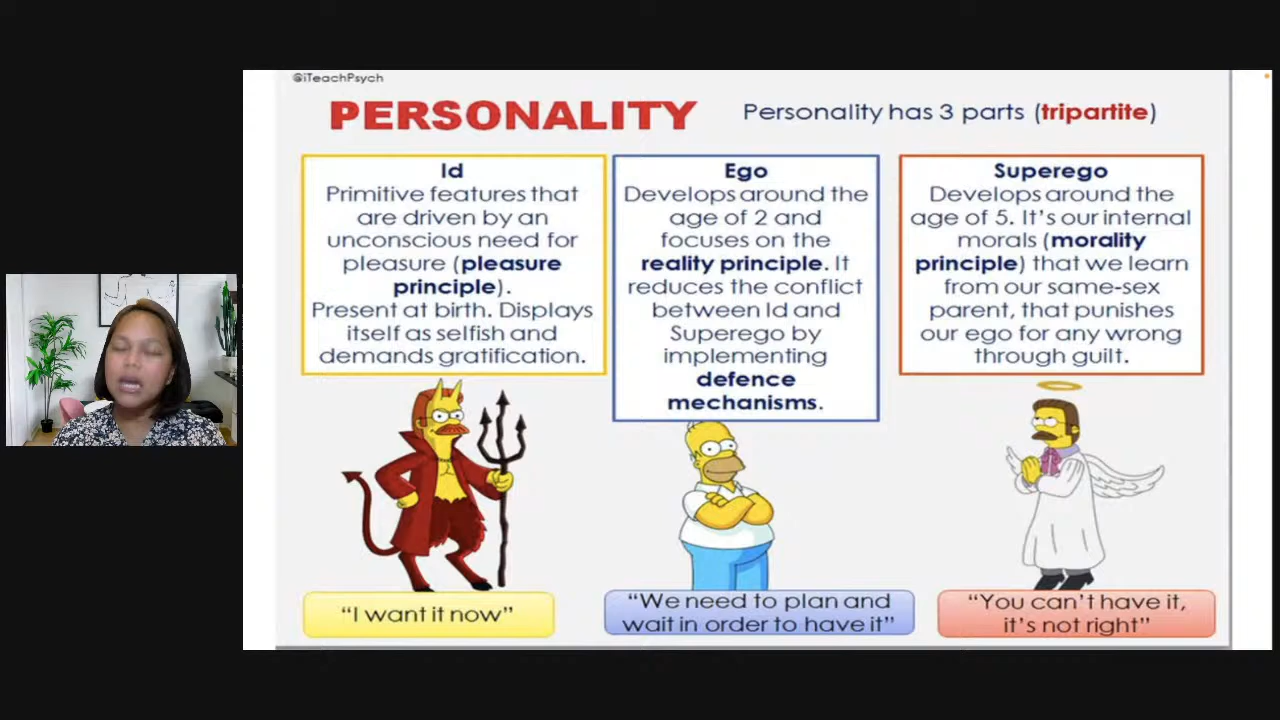 @iTeachPsych
PERSONALITY
Personality has 3 parts (tripartite)
Id
Primitive features that
are driven by an
unconscious need for
pleasure (pleasure
principle).
Present at birth. Displays
itself as selfish and
demands gratification.
Ego
Develops around the
age of 2 and
focuses on the
reality principle. It
reduces the conflict
between Id and
Superego by
implementing
defence
mechanisms.
Superego
Develops around the
age of 5. It's our internal
morals (morality
principle) that we learn
from our same-sex
parent, that punishes
our ego for any wrong
through guilt.
“I want it now”
“We need to plan and
wait in order to have it”
“You can't have it,
it's not right”